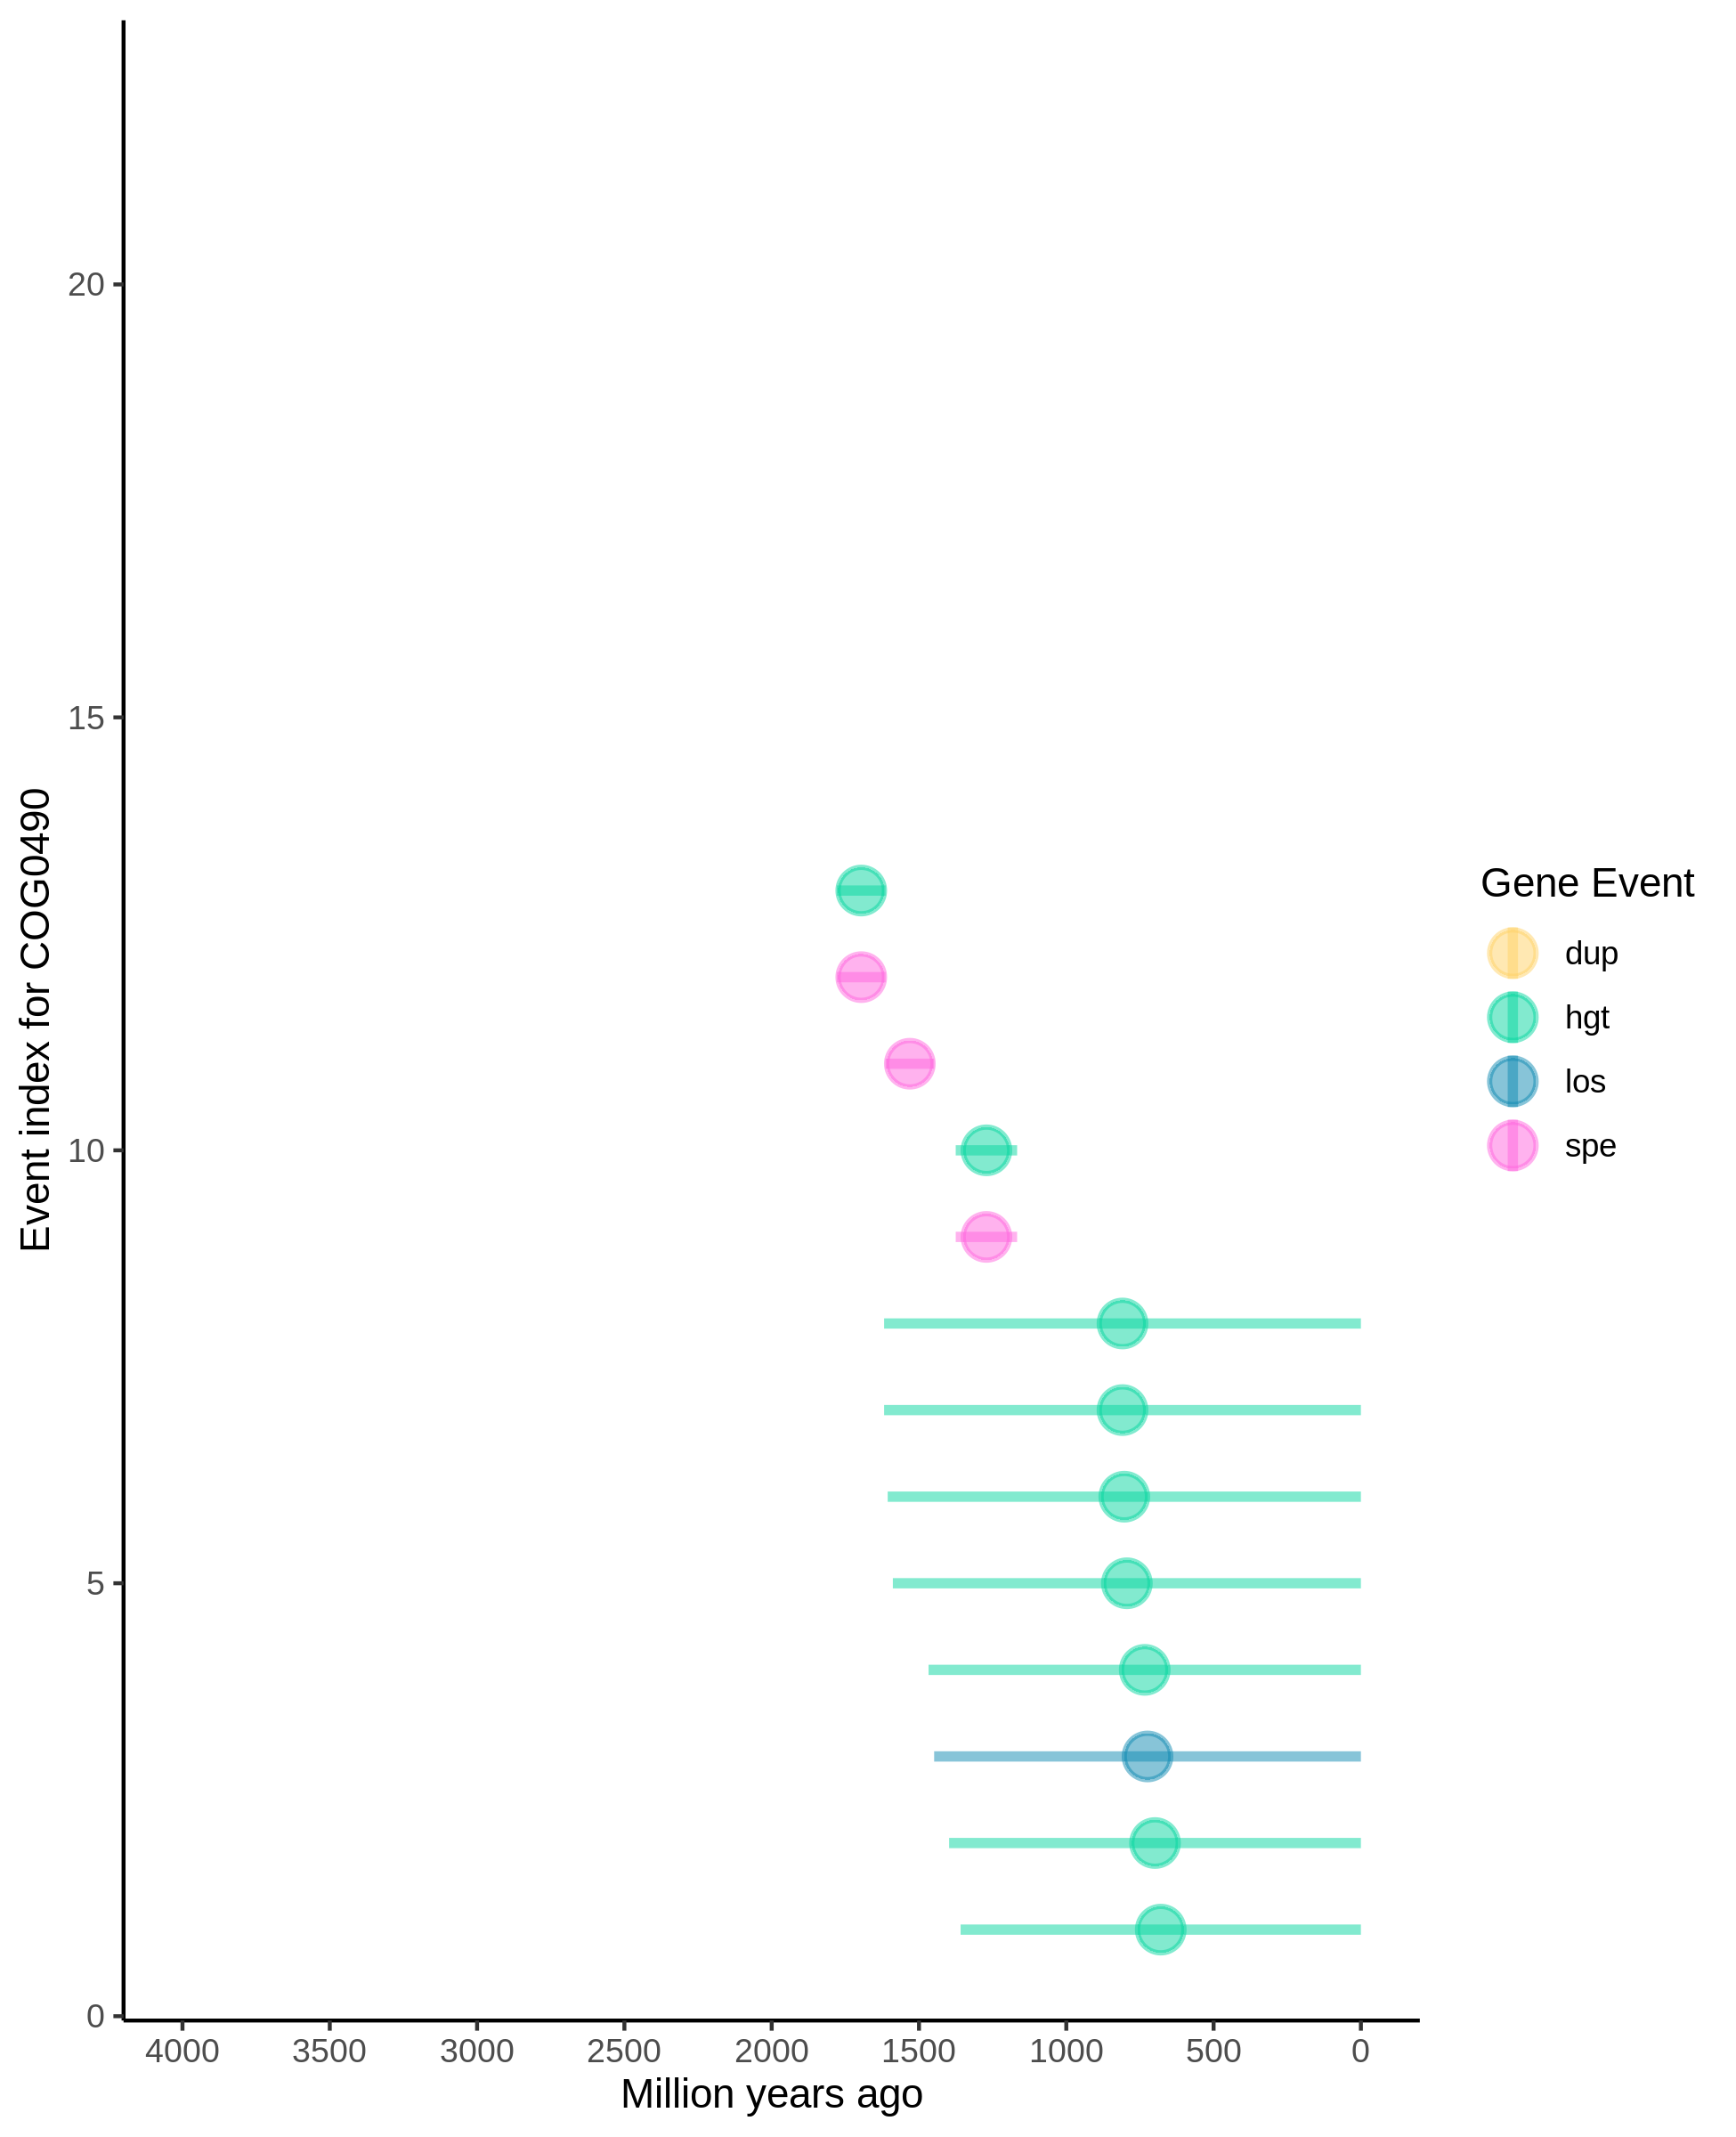 Event index for COG0490
20
15
10
5
0
4000 3500 3000 2500 2000 1500 1000 500 0
Million years ago
Gene Event
dup
hgt
los
spe